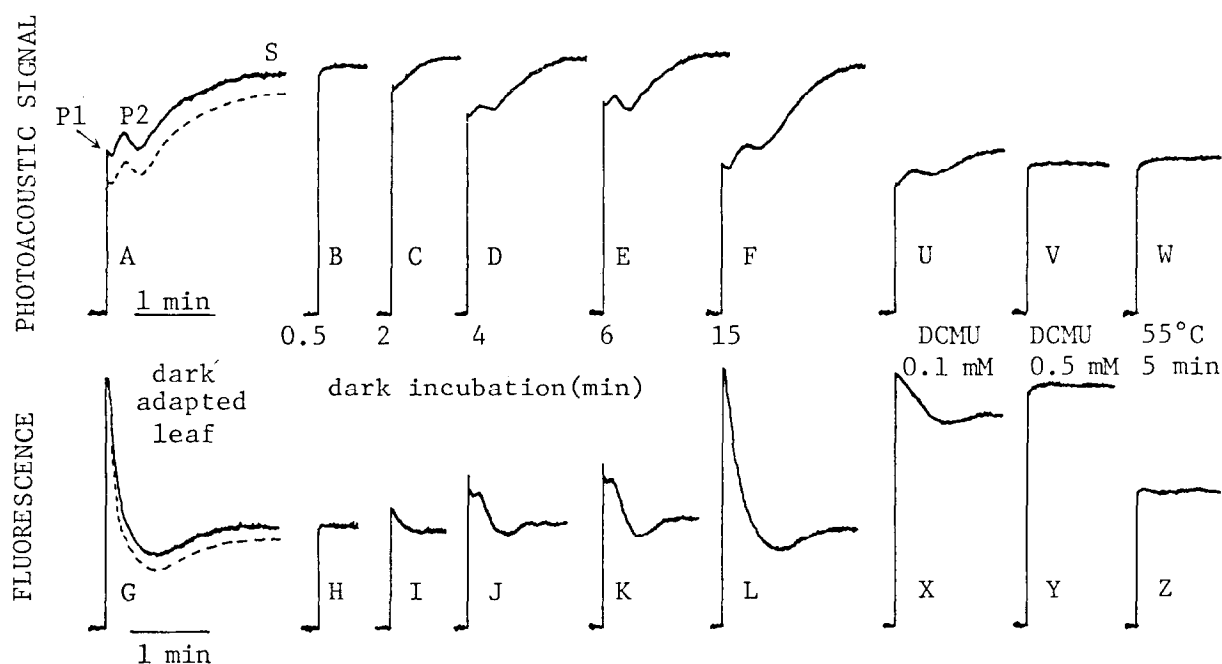 PHOTOACOUSTIC SIGNAL
P1
P2
S
A
B
C
D
E
F
U
V
W
1 min
0.5
2
4
6
15
DCMU
0.1 mM
DCMU
0.5 mM
55°C
5 min
dark
adapted
leaf
dark incubation(min)
FLUORESCENCE
G
H
I
J
K
L
X
Y
Z
1 min